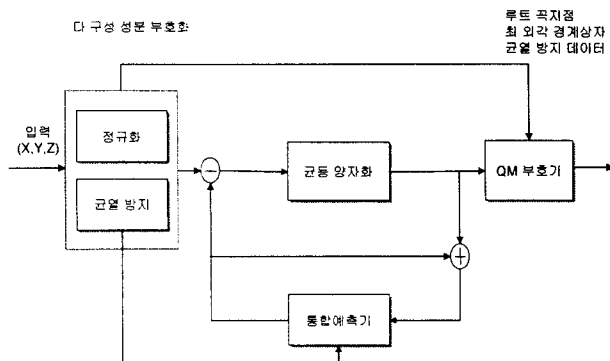 다 구성 성분 부호화
루트 꼭지점
최 외각 경계상자
균열 방지 데이터
입력
(X,Y,Z)
정규화
균열 방지
균등 양자화
QM 부호기
통합예측기